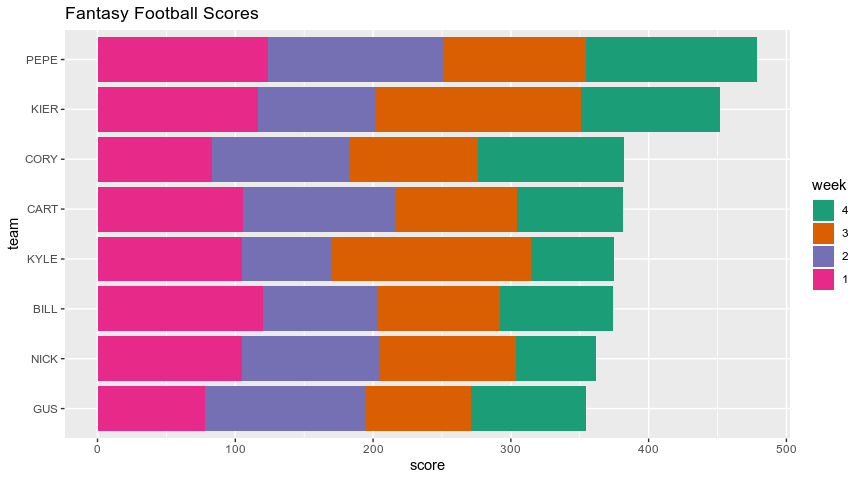 Fantasy Football Scores
team
PEPE
KIER
CORY
CART
KYLE
BILL
NICK
GUS
0 100 200 300 400 500
score
week
4
3
2
1